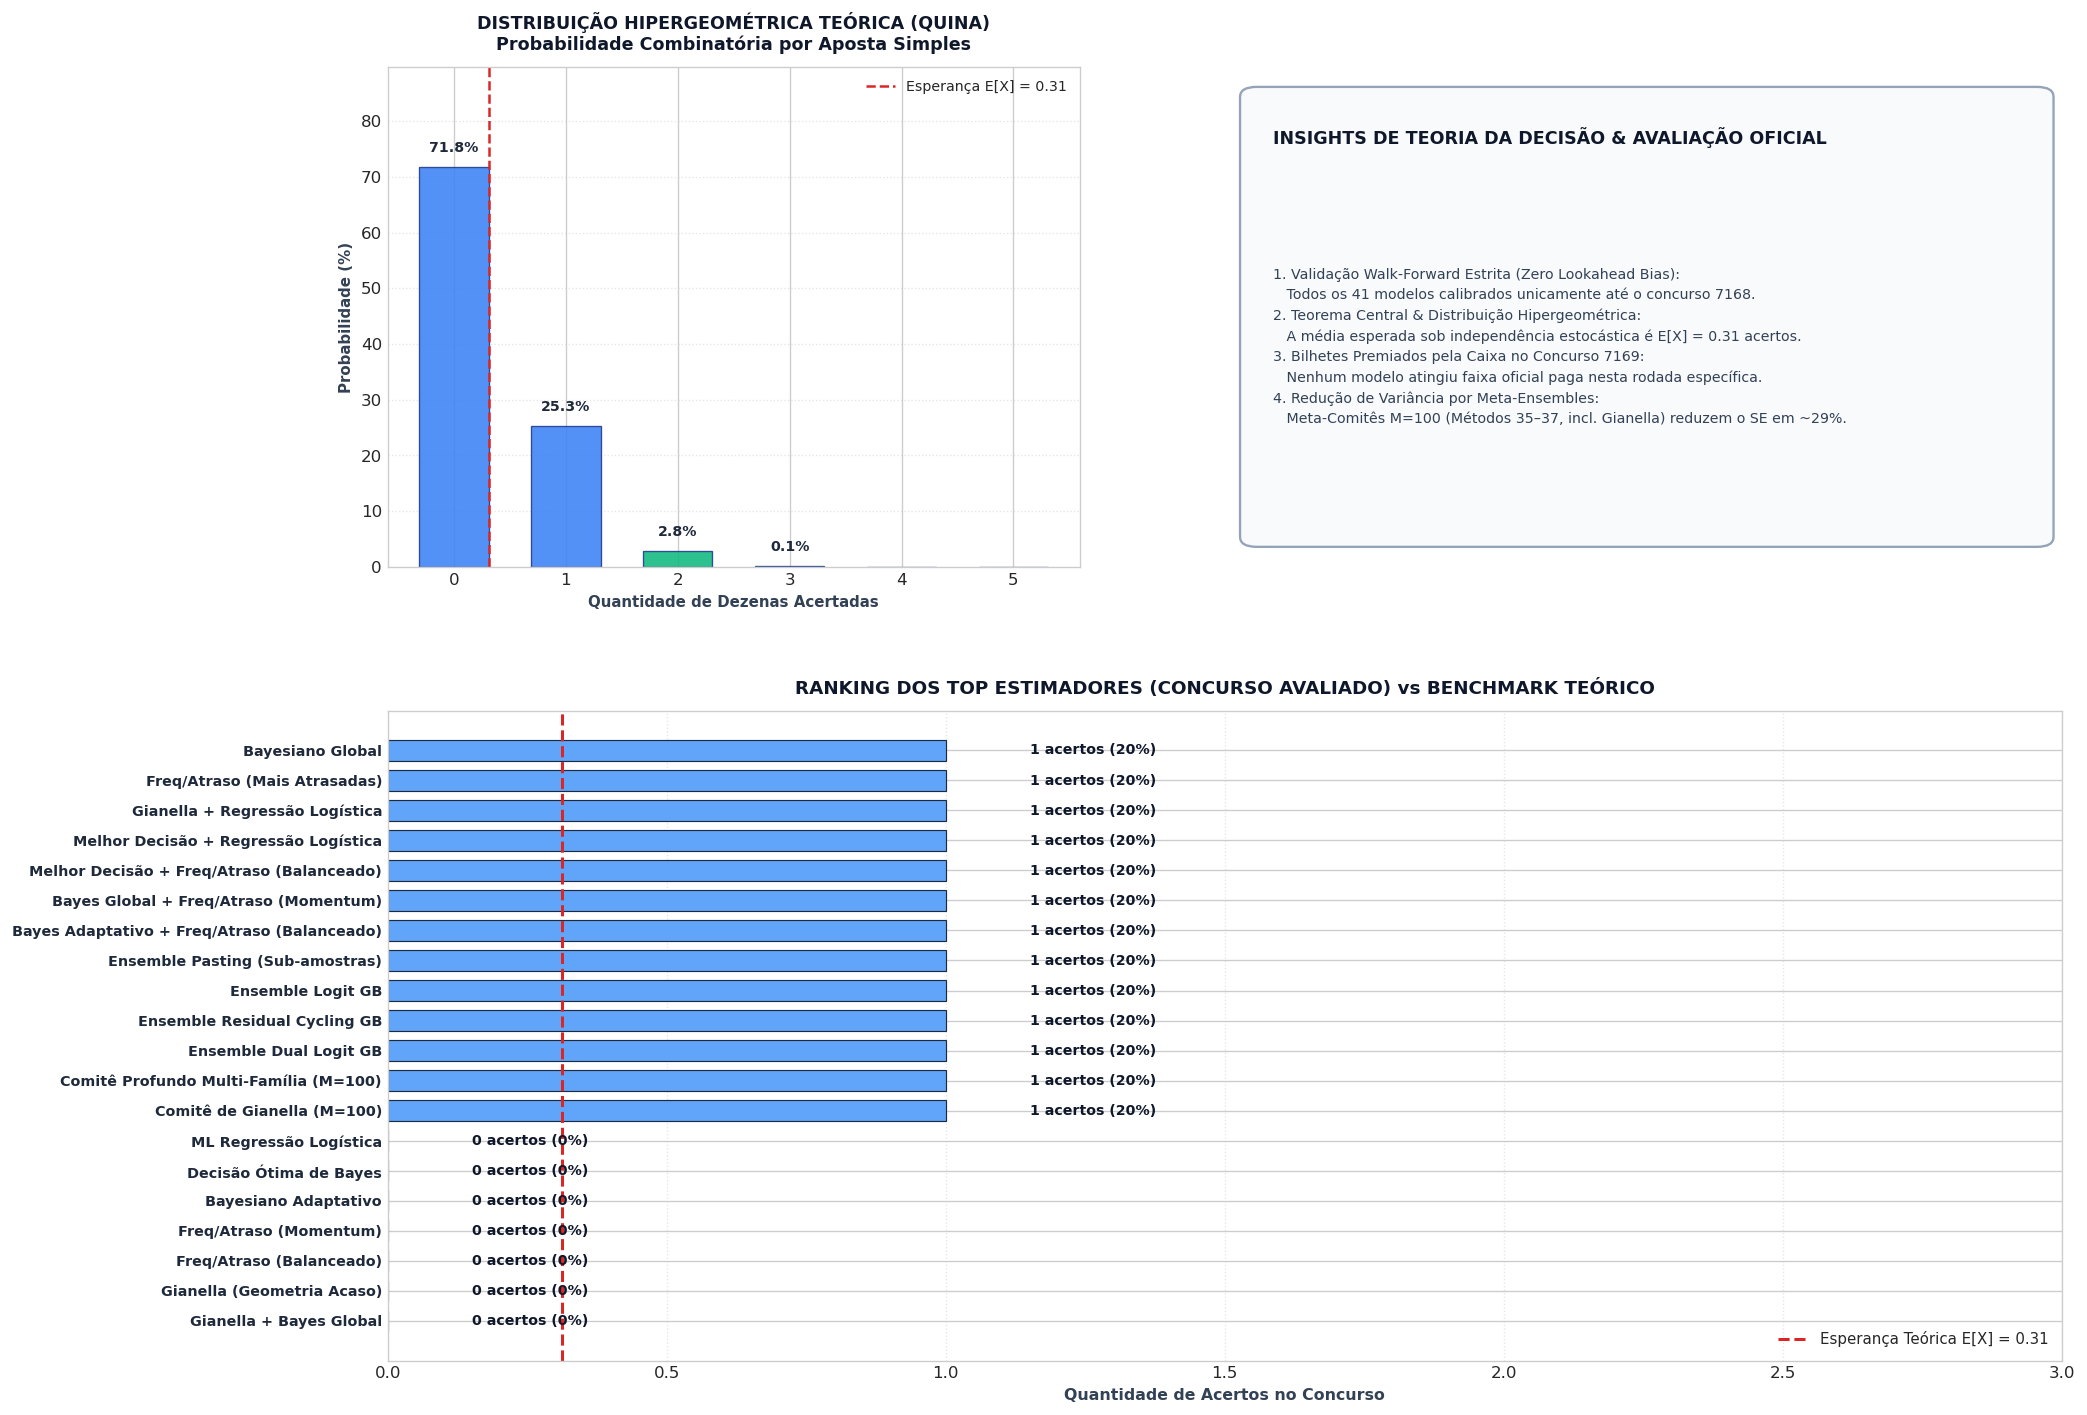 DISTRIBUIÇÃO HIPERGEOMÉTRICA TEÓRICA (QUINA)
Probabilidade Combinatória por Aposta Simples
Esperança E[X] = 0.31
80
70
60
50
40
30
20
10
0
Probabilidade (%)
71.8%
25.3%
2.8%
0.1%
0
1
2
3
4
5
Quantidade de Dezenas Acertadas
INSIGHTS DE TEORIA DA DECISÃO & AVALIAÇÃO OFICIAL
1. Validação Walk-Forward Estrita (Zero Lookahead Bias):
Todos os 41 modelos calibrados unicamente até o concurso 7168.
2. Teorema Central & Distribuição Hipergeométrica:
A média esperada sob independência estocástica é E[X] = 0.31 acertos.
3. Bilhetes Premiados pela Caixa no Concurso 7169:
Nenhum modelo atingiu faixa oficial paga nesta rodada específica.
4. Redução de Variância por Meta-Ensembles:
Meta-Comitês M=100 (Métodos 35–37, incl. Gianella) reduzem o SE em ~29%.
RANKING DOS TOP ESTIMADORES (CONCURSO AVALIADO) vs BENCHMARK TEÓRICO
Bayesiano Global 1 acertos (20%)
Freq/Atraso (Mais Atrasadas) 1 acertos (20%)
Gianella + Regressão Logística 1 acertos (20%)
Melhor Decisão + Regressão Logística 1 acertos (20%)
Melhor Decisão + Freq/Atraso (Balanceado) 1 acertos (20%)
Bayes Global + Freq/Atraso (Momentum) 1 acertos (20%)
Bayes Adaptativo + Freq/Atraso (Balanceado) 1 acertos (20%)
Ensemble Pasting (Sub-amostras) 1 acertos (20%)
Ensemble Logit GB 1 acertos (20%)
Ensemble Residual Cycling GB 1 acertos (20%)
Ensemble Dual Logit GB 1 acertos (20%)
Comitê Profundo Multi-Família (M=100) 1 acertos (20%)
Comitê de Gianella (M=100) 1 acertos (20%)
ML Regressão Logística 0 acertos (0%)
Decisão Ótima de Bayes 0 acertos (0%)
Bayesiano Adaptativo 0 acertos (0%)
Freq/Atraso (Momentum) 0 acertos (0%)
Freq/Atraso (Balanceado) 0 acertos (0%)
Gianella (Geometria Acaso) 0 acertos (0%)
Gianella + Bayes Global 0 acertos (0%)
Esperança Teórica E[X] = 0.31
0.0
0.5
1.0
1.5
2.0
2.5
3.0
Quantidade de Acertos no Concurso